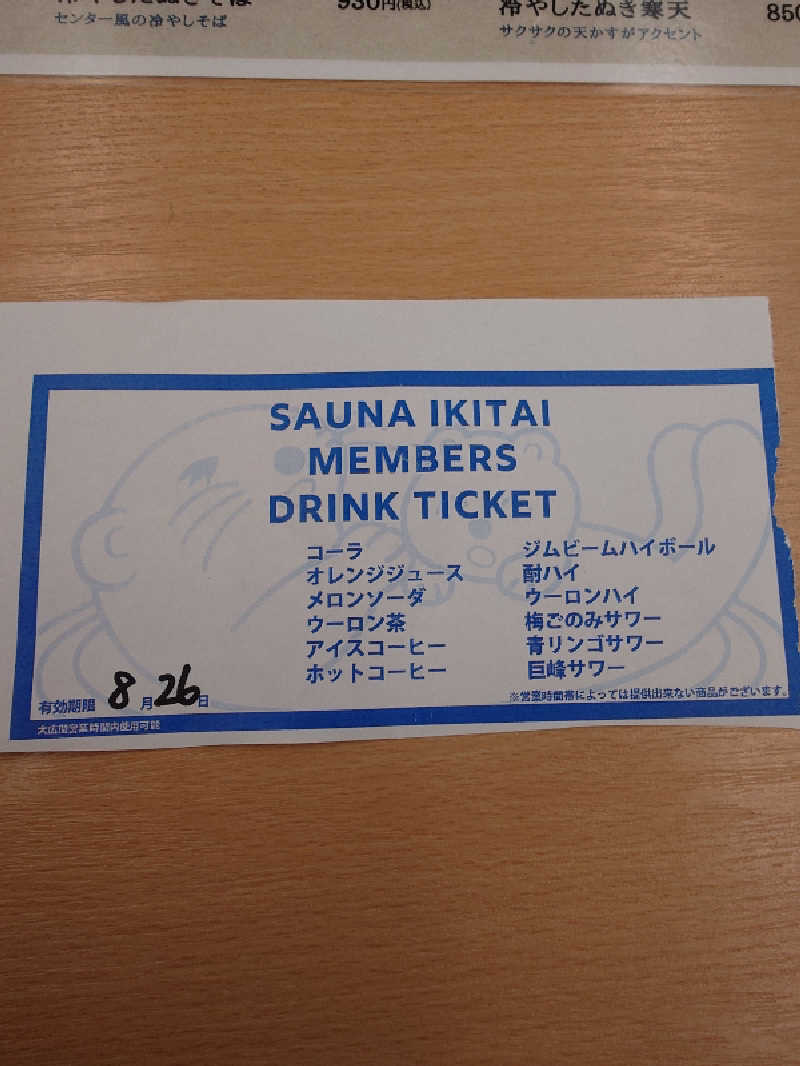 冷やしたぬきそば 930円(税込)
センター風の冷やしそば
冷やしたぬき寒天 850
サクサクの天かすがアクセント
SAUNA IKITAI
MEMBERS
DRINK TICKET
コーラ
オレンジジュース
メロンソーダ
ウーロン茶
アイスコーヒー
ホットコーヒー
ジムビームハイボール
酎ハイ
ウーロンハイ
梅ごのみサワー
青リンゴサワー
巨峰サワー
有効期限 8月26日
※営業時間帯によっては提供出来ない商品がございます。
大広間営業時間内使用可能